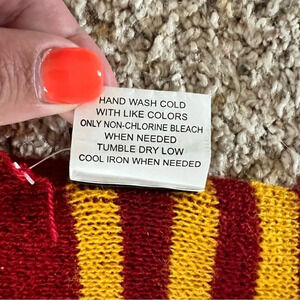 HAND WASH COLD
WITH LIKE COLORS
ONLY NON-CHLORINE BLEACH
WHEN NEEDED
TUMBLE DRY LOW
COOL IRON WHEN NEEDED